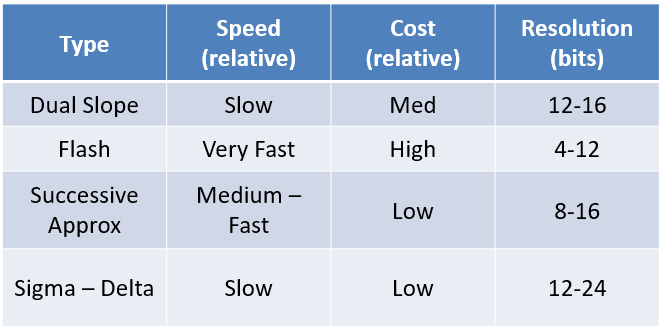 Type Speed (relative) Cost (relative) Resolution (bits)
Dual Slope Slow Med 12-16
Flash Very Fast High 4-12
Successive Approx Medium – Fast Low 8-16
Sigma – Delta Slow Low 12-24